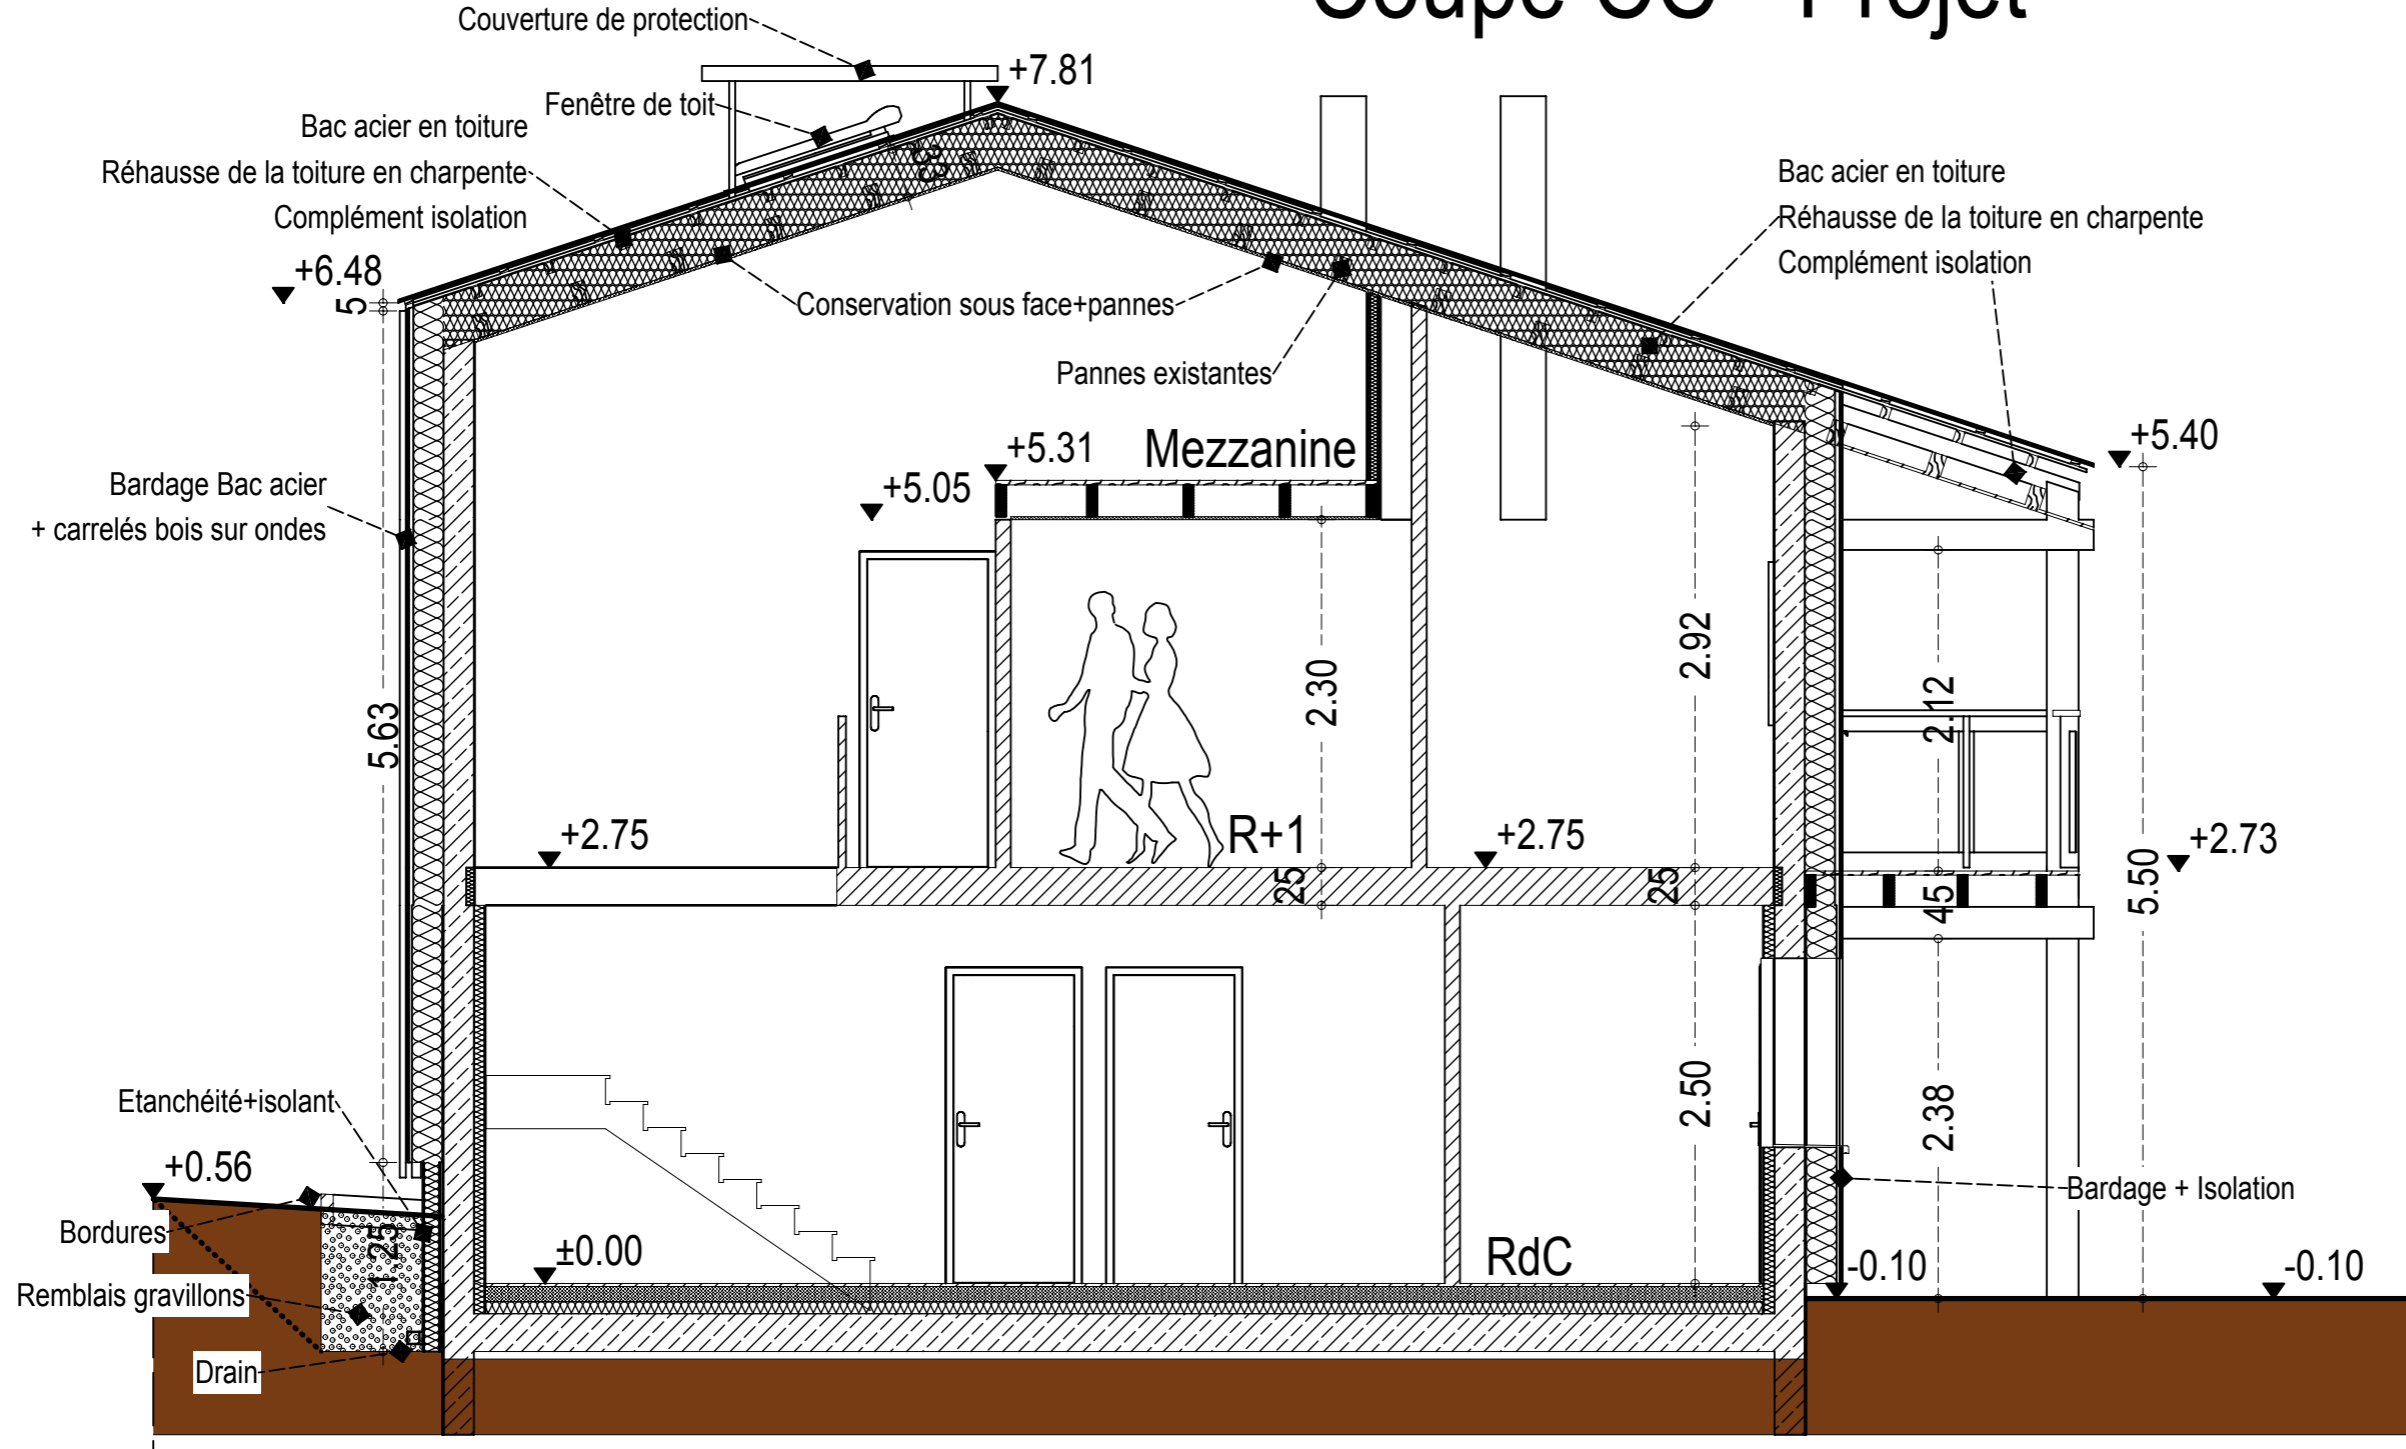 Coupe CC - Projet
Couverture de protection
+7.81
Fenêtre de toit
Bac acier en toiture
Réhausse de la toiture en charpente
Complément isolation
33
Bac acier en toiture
Réhausse de la toiture en charpente
Complément isolation
+6.48
5
Conservation sous face+pannes
Pannes existantes
+5.31
Mezzanine
+5.40
+5.05
Bardage Bac acier
+ carrelés bois sur ondes
2.92
2.30
2.12
5.63
+2.75
R+1
+2.75
+2.73
25
25
45
5.50
2.50
2.38
Etanchéité+isolant
+0.56
Bardage + Isolation
Bordures
1.25
±0.00
RdC
-0.10
-0.10
Remblais gravillons
Drain